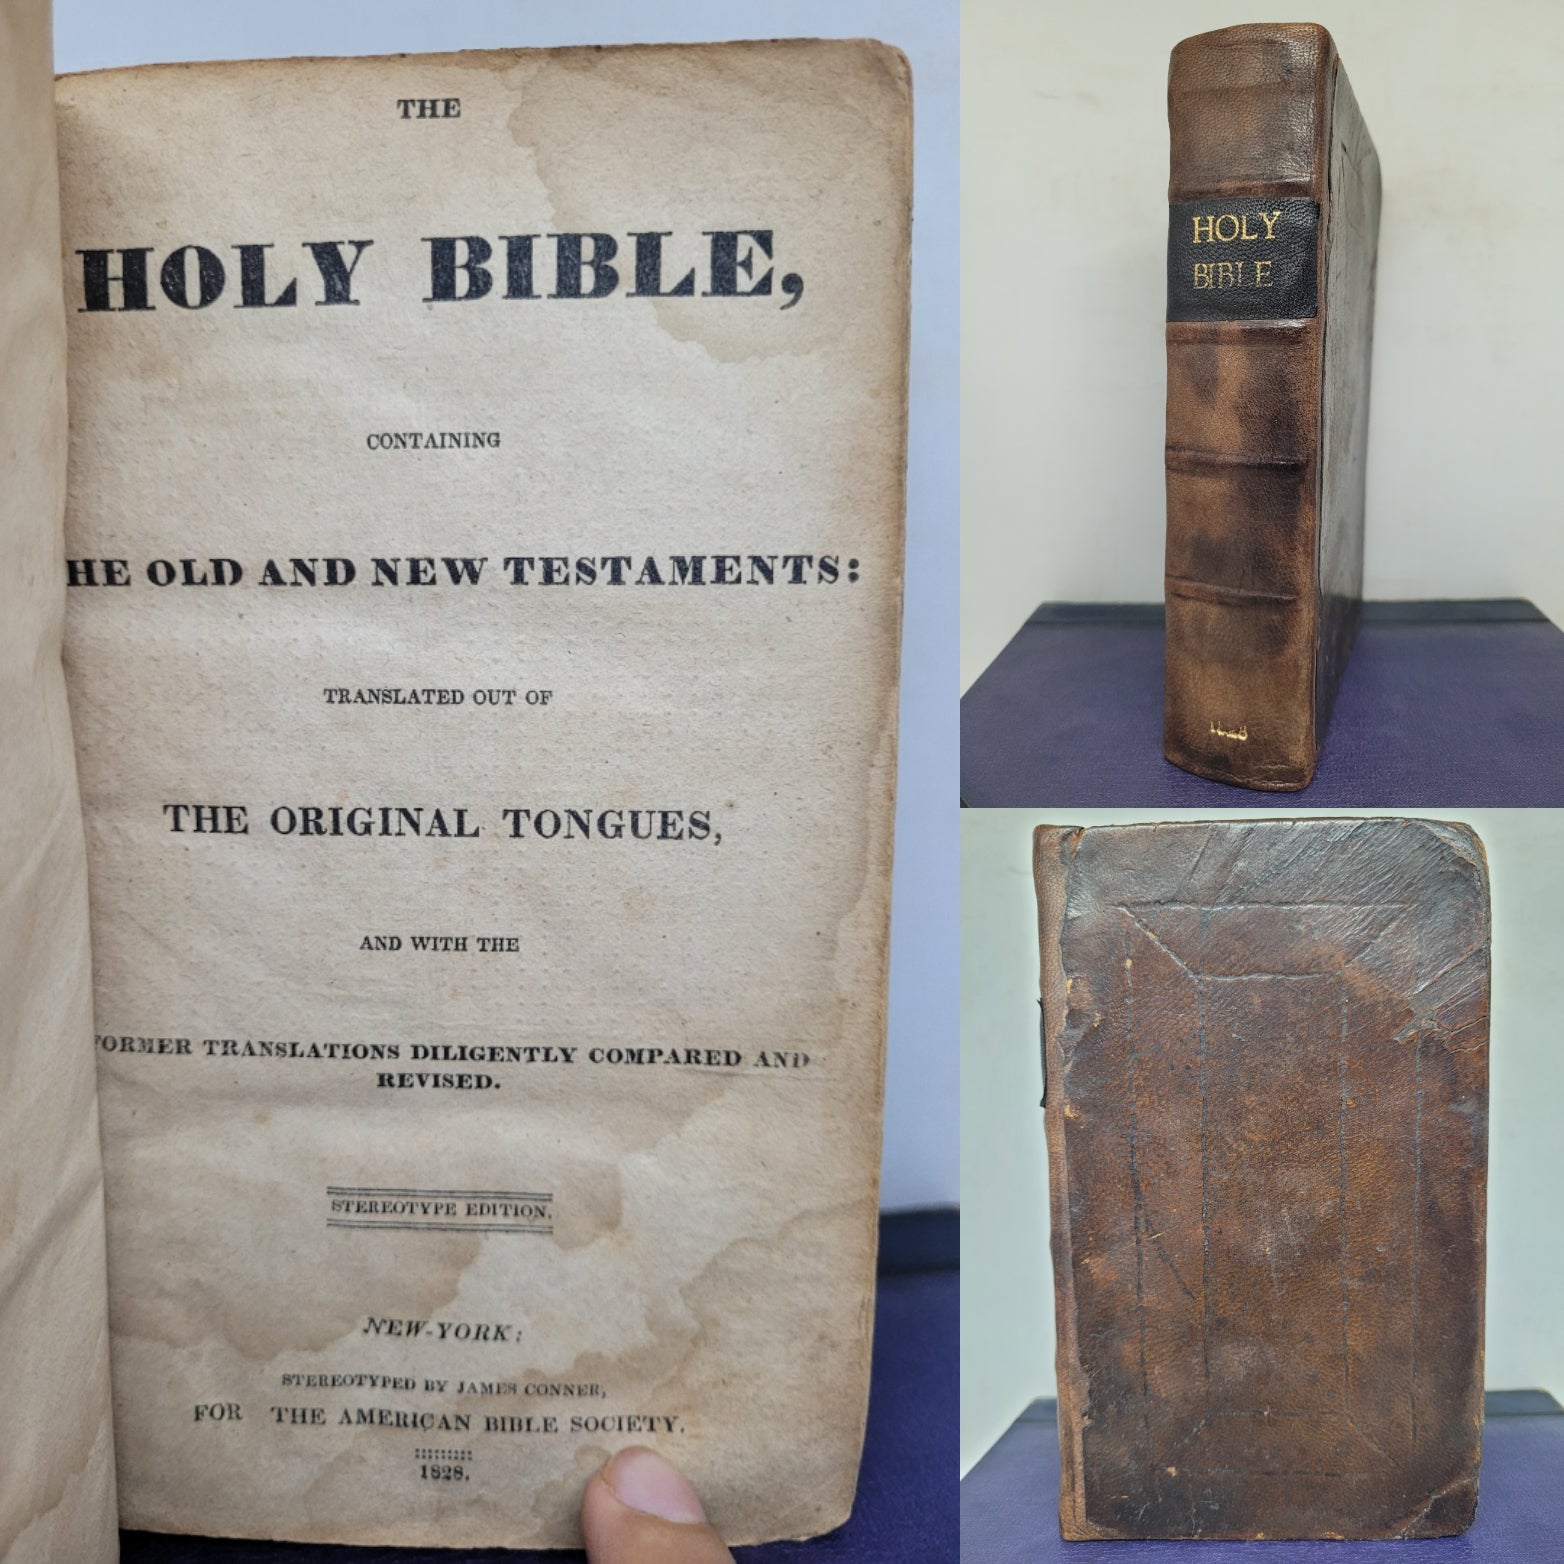 THE
HOLY BIBLE,
CONTAINING
HE OLD AND NEW TESTAMENTS:
TRANSLATED OUT OF
THE ORIGINAL TONGUES,
AND WITH THE
FORMER TRANSLATIONS DILIGENTLY COMPARED AND
REVISED.
STEREOTYPE EDITION.
NEW-YORK:
STEREOTYPED BY JAMES CONNER,
FOR THE AMERICAN BIBLE SOCIETY.
1828.
HOLY
BIBLE
1828